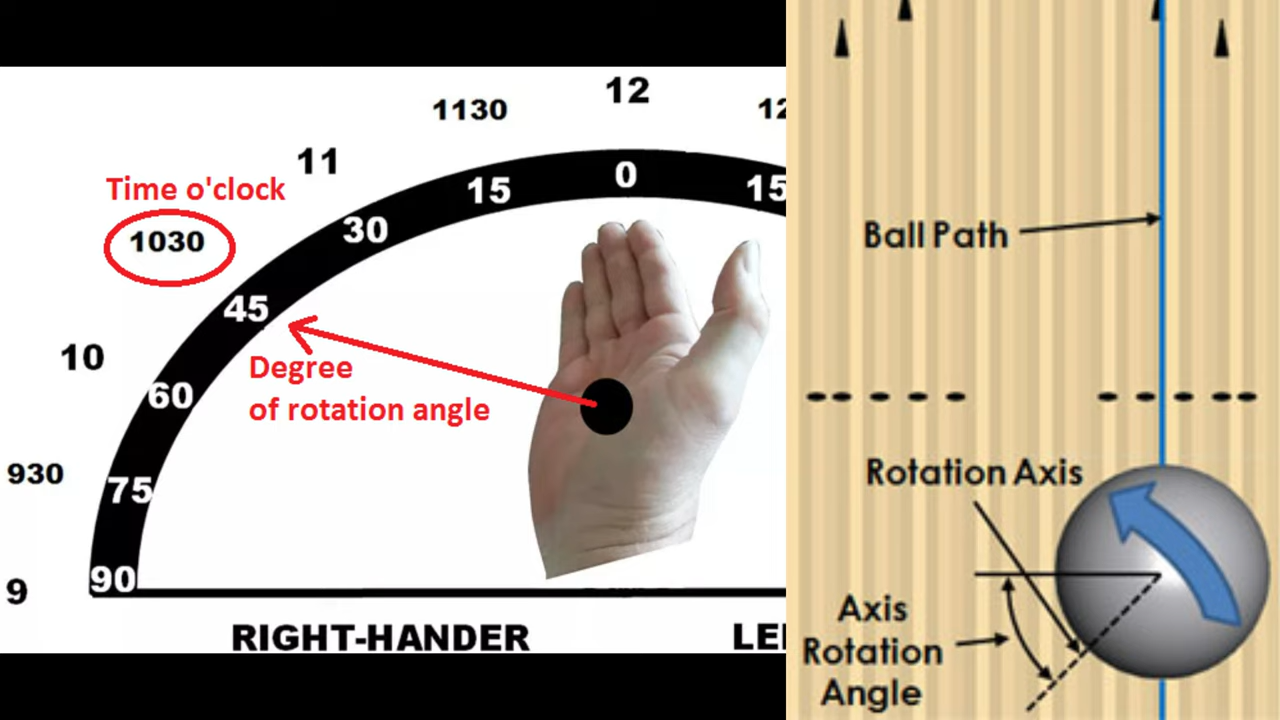 12
1130
12
11
Time o'clock
1030
0
15
15
30
45
Degree
of rotation angle
10
60
930
75
9
90
RIGHT-HANDER
Ball Path
Rotation Axis
Axis
Rotation
Angle